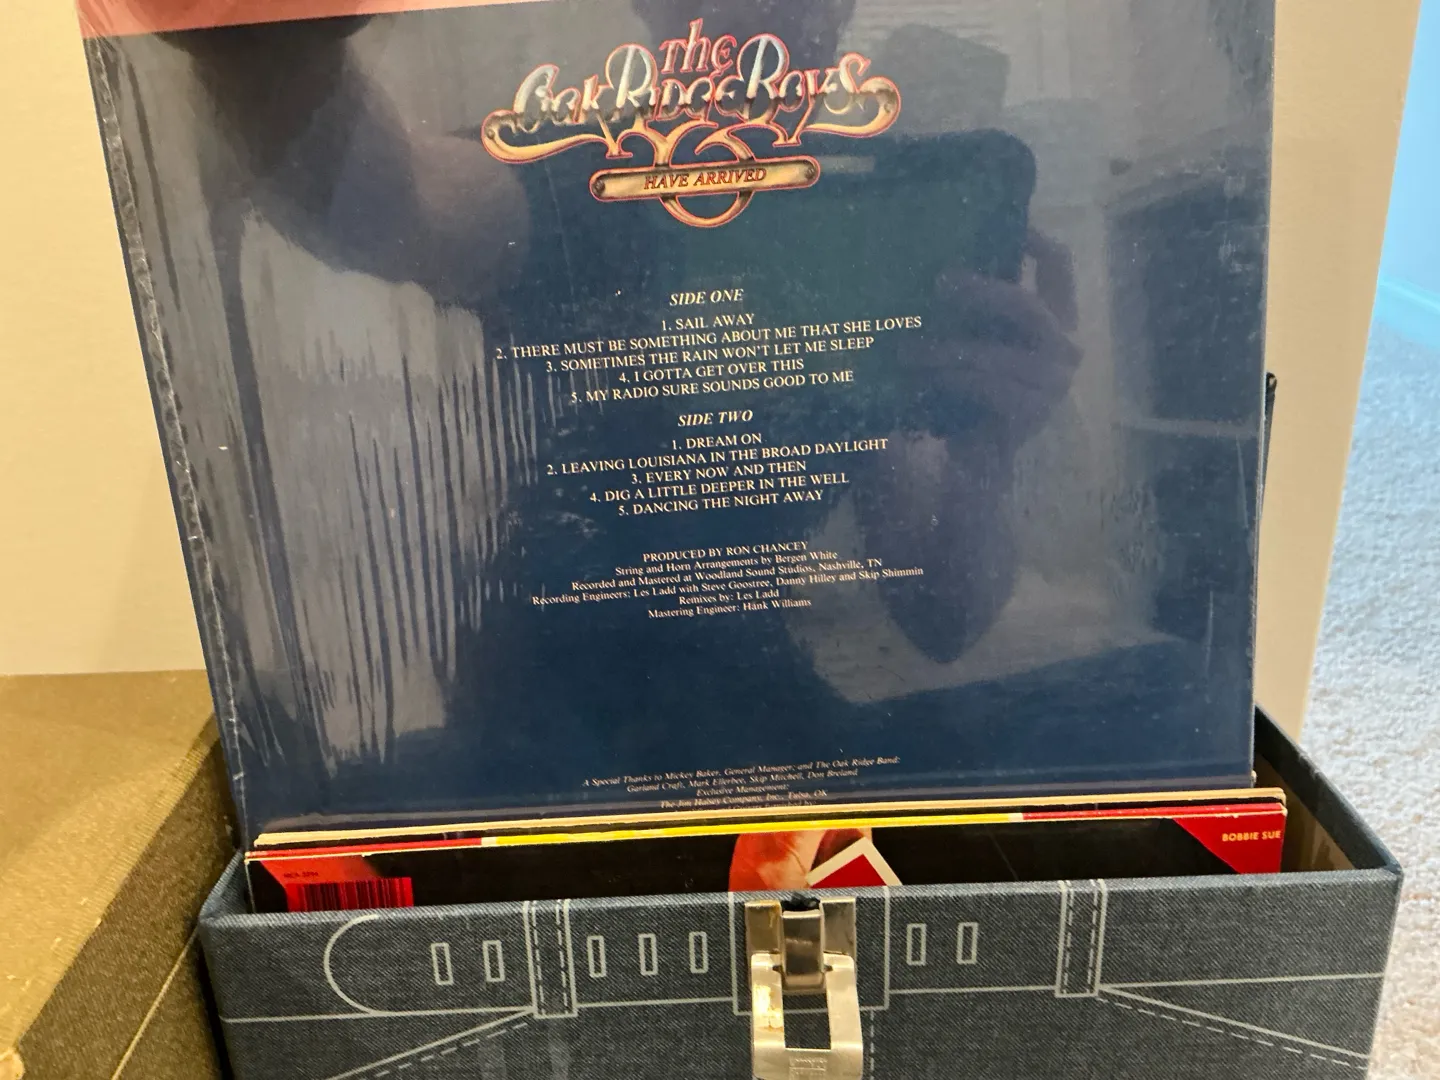 The
Oak Ridge Boys
HAVE ARRIVED
SIDE ONE
1. SAIL AWAY
2. THERE MUST BE SOMETHING ABOUT ME THAT SHE LOVES
3. SOMETIMES THE RAIN WON'T LET ME SLEEP
4. I GOTTA GET OVER THIS
5. MY RADIO SURE SOUNDS GOOD TO ME
SIDE TWO
1. DREAM ON
2. LEAVING LOUISIANA IN THE BROAD DAYLIGHT
3. EVERY NOW AND THEN
4. DIG A LITTLE DEEPER IN THE WELL
5. DANCING THE NIGHT AWAY
PRODUCED BY RON CHANCEY
String and Horn Arrangements by Bergen White
Recorded and Mastered at Woodland Sound Studios, Nashville, TN
Recording Engineers: Les Ladd with Steve Goostree, Danny Hilley and Skip Shimmin
Remixes by: Les Ladd
Mastering Engineer: Hank Williams
A Special Thanks to Mickey Baker, General Manager; and The Oak Ridge Band:
Garland Craft, Mark Ellerbee, Skip Mitchell, Don Breland
Exclusive Management:
The Jim Halsey Company, Inc., Tulsa, OK
BOBBIE SUE